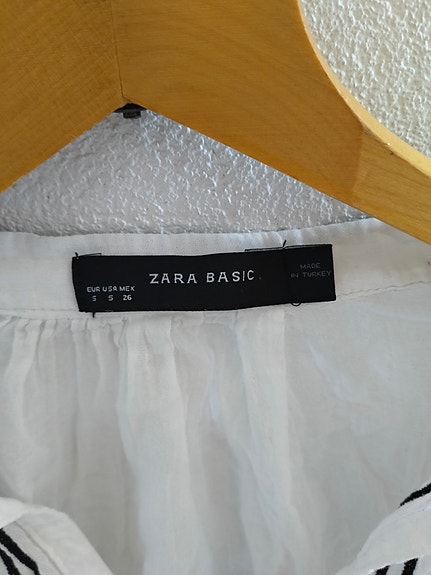 ZARA BASIC
EUR USA MEX
S S 26
MADE
IN TURKEY